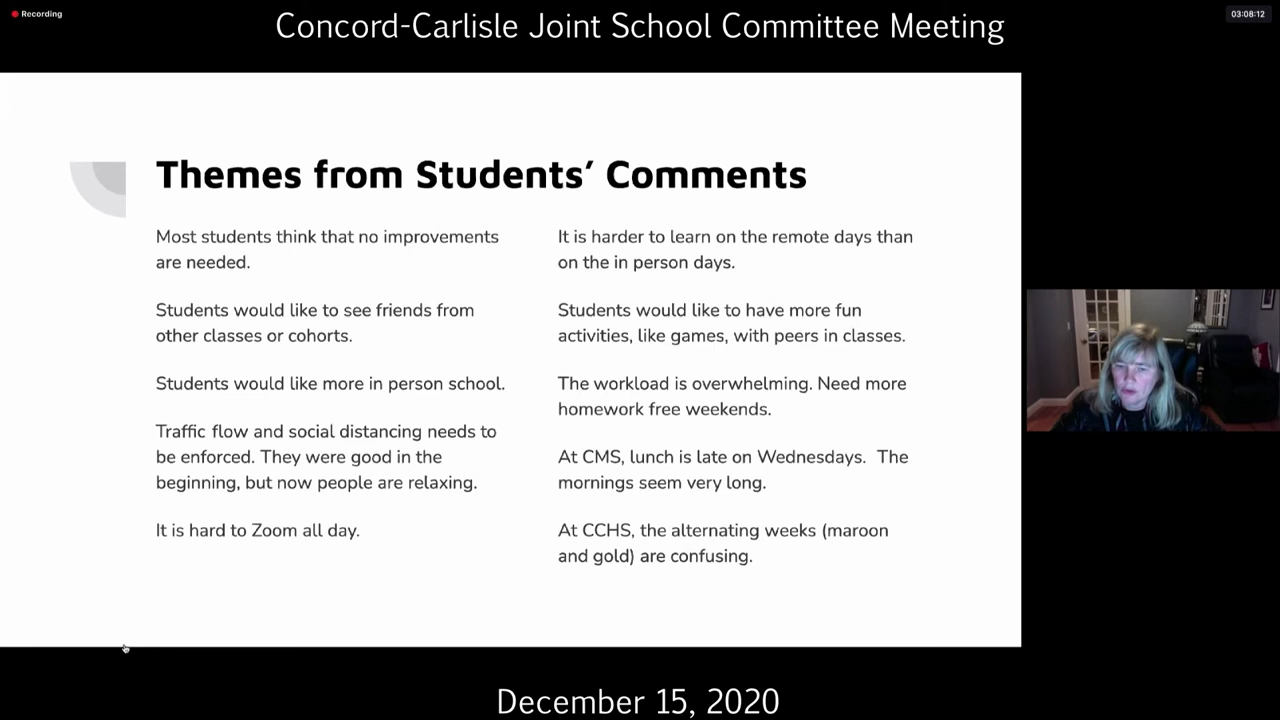 Recording
03:08:12
Concord-Carlisle Joint School Committee Meeting
Themes from Students’ Comments
Most students think that no improvements
are needed.
Students would like to see friends from
other classes or cohorts.
Students would like more in person school.
Traffic flow and social distancing needs to
be enforced. They were good in the
beginning, but now people are relaxing.
It is hard to Zoom all day.
It is harder to learn on the remote days than
on the in person days.
Students would like to have more fun
activities, like games, with peers in classes.
The workload is overwhelming. Need more
homework free weekends.
At CMS, lunch is late on Wednesdays.  The
mornings seem very long.
At CCHS, the alternating weeks (maroon
and gold) are confusing.
December 15, 2020